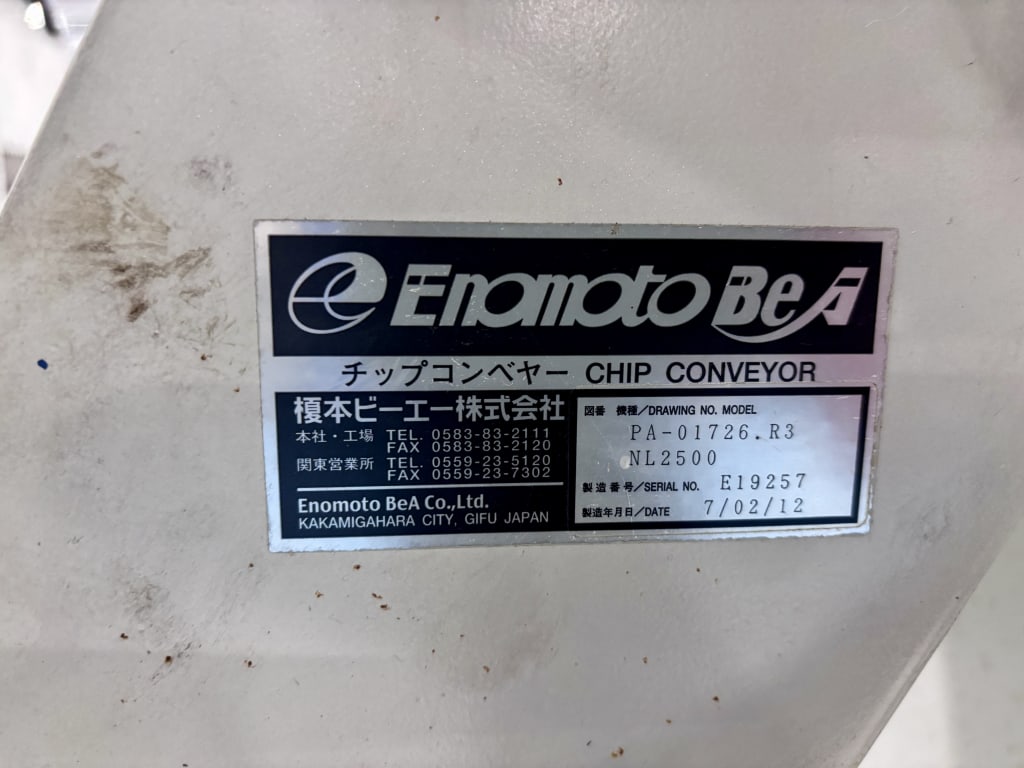 e Enomoto BeA
チップコンベヤー CHIP CONVEYOR
榎本ビーエー株式会社
本社・工場 TEL. 0583-83-2111
FAX 0583-83-2120
関東営業所 TEL. 0559-23-5120
FAX 0559-23-7302
Enomoto BeA Co.,Ltd.
KAKAMIGAHARA CITY, GIFU JAPAN
図番 機種/DRAWING NO. MODEL
PA-01726.R3
NL2500
製造番号/SERIAL NO. E19257
製造年月日/DATE 7/02/12